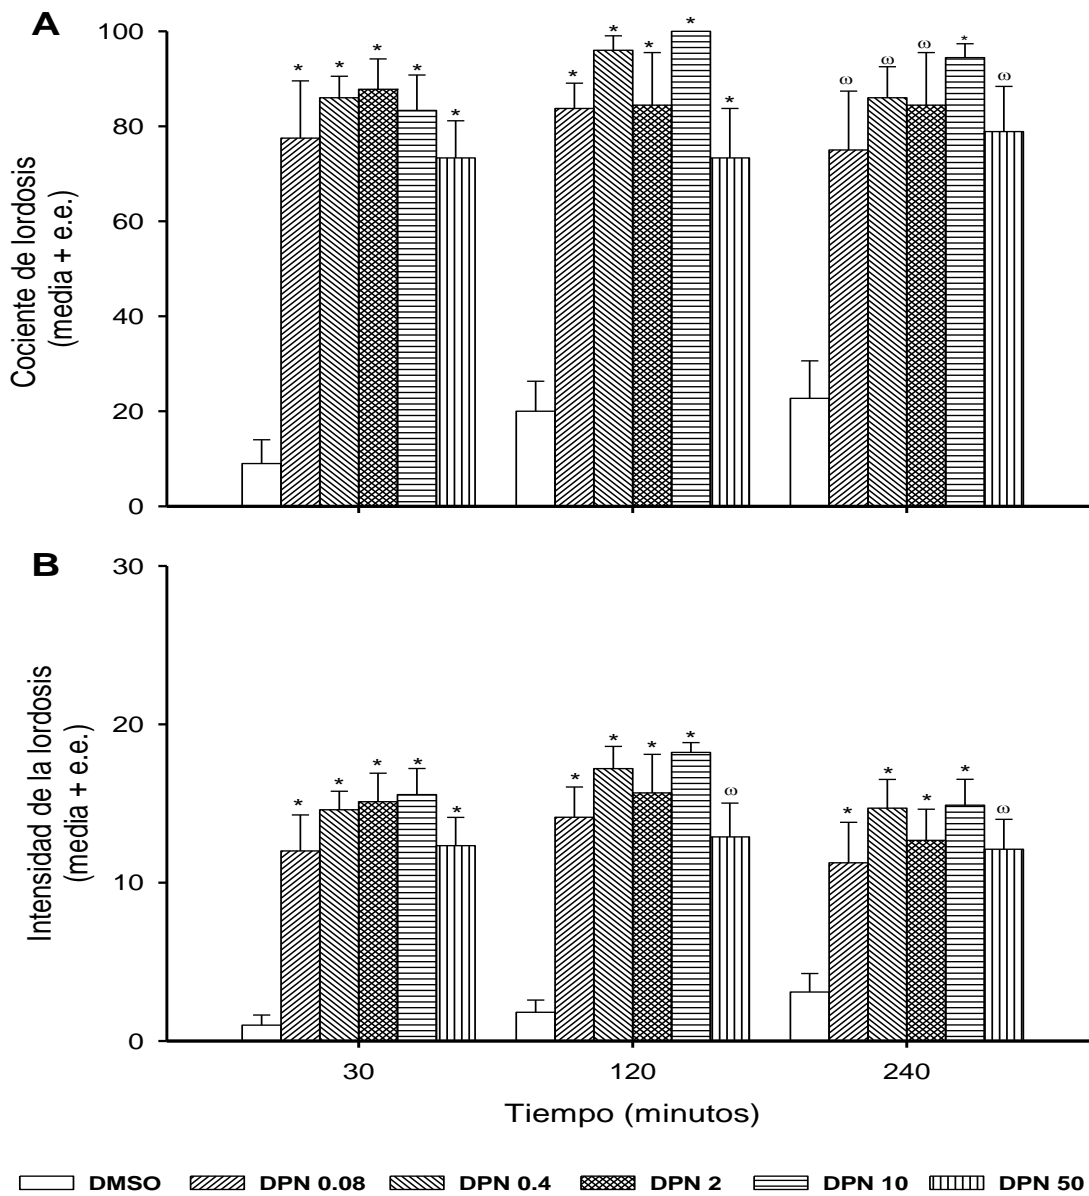 A
100
80
60
40
20
0
Cociente de lordosis
(media + e.e.)
* * * * *
* * * * *
ω ω ω * ω
B
30
20
10
0
Intensidad de la lordosis
(media + e.e.)
* * * * *
* * * * ω
* * * * ω
30 120 240
Tiempo (minutos)
DMSO DPN 0.08 DPN 0.4 DPN 2 DPN 10 DPN 50